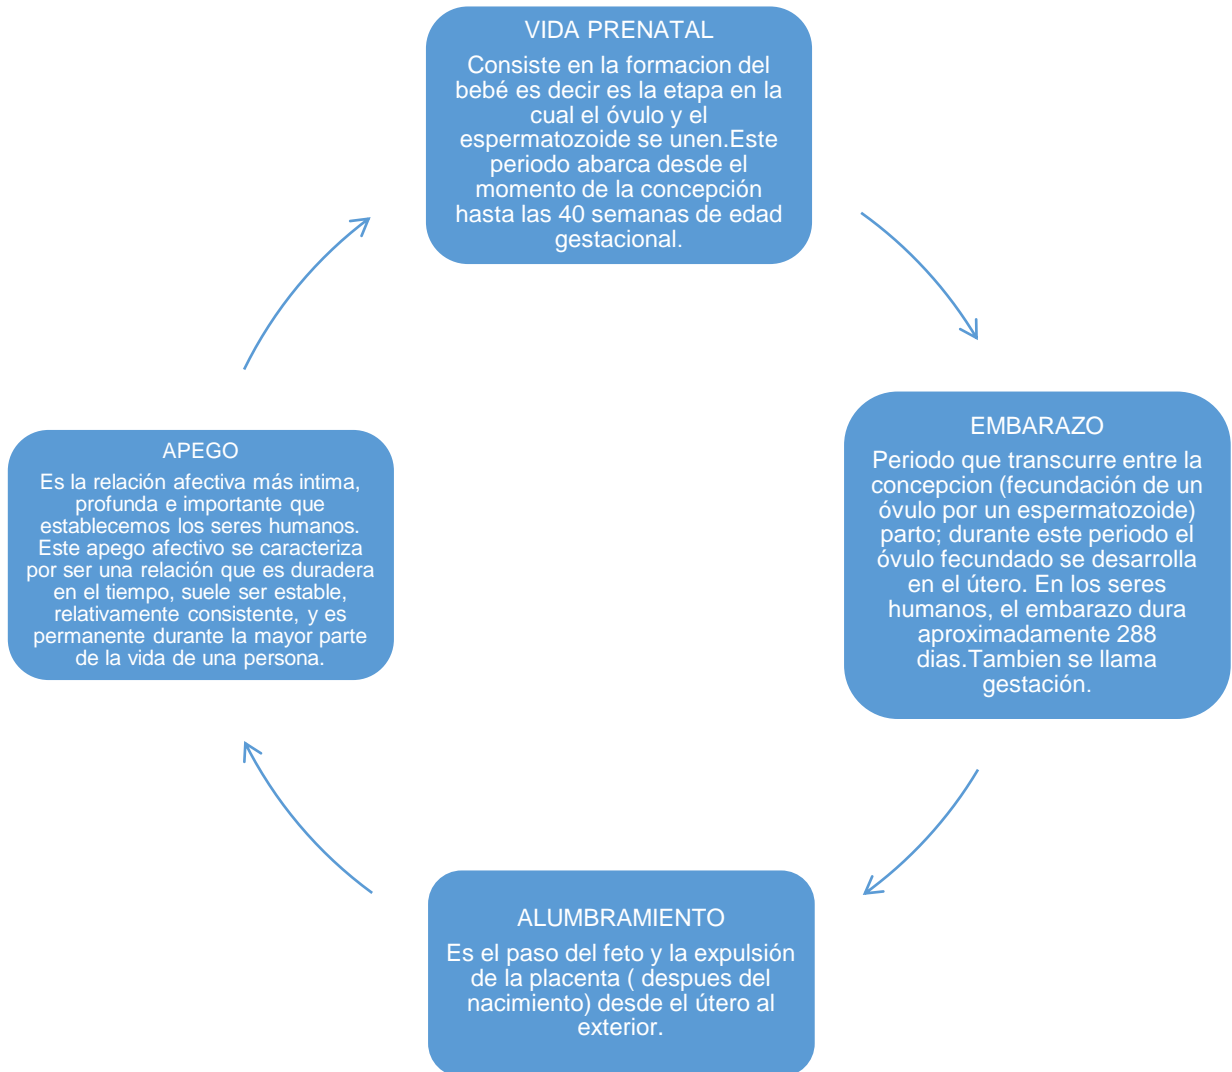 VIDA PRENATAL
Consiste en la formacion del
bebé es decir es la etapa en la
cual el óvulo y el
espermatozoide se unen.Este
periodo abarca desde el
momento de la concepción
hasta las 40 semanas de edad
gestacional.
EMBARAZO
Periodo que transcurre entre la
concepcion (fecundación de un
óvulo por un espermatozoide)
parto; durante este periodo el
óvulo fecundado se desarrolla
en el útero. En los seres
humanos, el embarazo dura
aproximadamente 288
dias.Tambien se llama
gestación.
ALUMBRAMIENTO
Es el paso del feto y la expulsión
de la placenta ( despues del
nacimiento) desde el útero al
exterior.
APEGO
Es la relación afectiva más intima,
profunda e importante que
establecemos los seres humanos.
Este apego afectivo se caracteriza
por ser una relación que es duradera
en el tiempo, suele ser estable,
relativamente consistente, y es
permanente durante la mayor parte
de la vida de una persona.